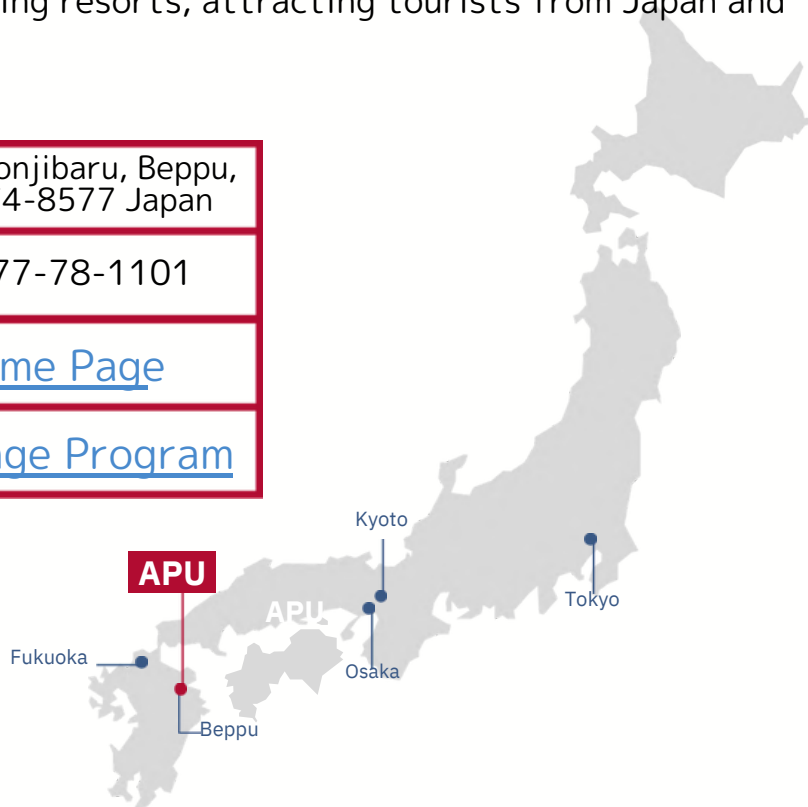 ing resorts, attracting tourists from Japan and
onjibaru, Beppu,
4-8577 Japan
77-78-1101
me Page
ge Program
Kyoto
APU
APU
Tokyo
Fukuoka
Osaka
Beppu